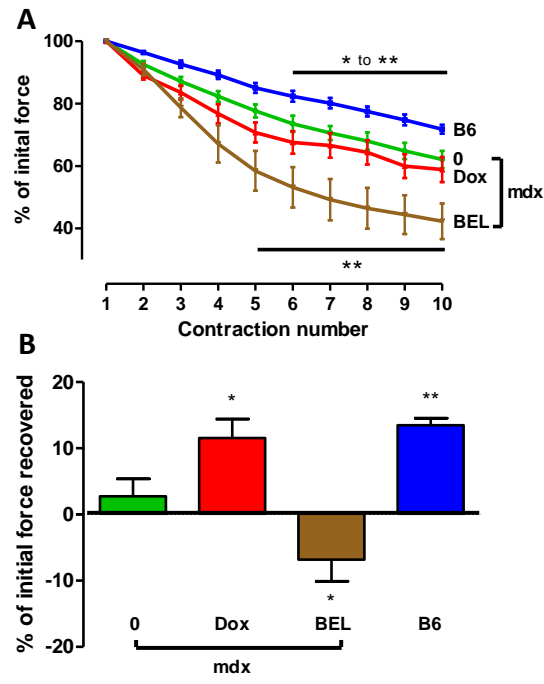 A
% of inital force
100
80
60
40
* to **
B6
0
Dox
BEL
mdx
**
1 2 3 4 5 6 7 8 9 10
Contraction number
B
% of initial force recovered
20
10
0
-10
-20
*
**
*
0 Dox BEL B6
mdx